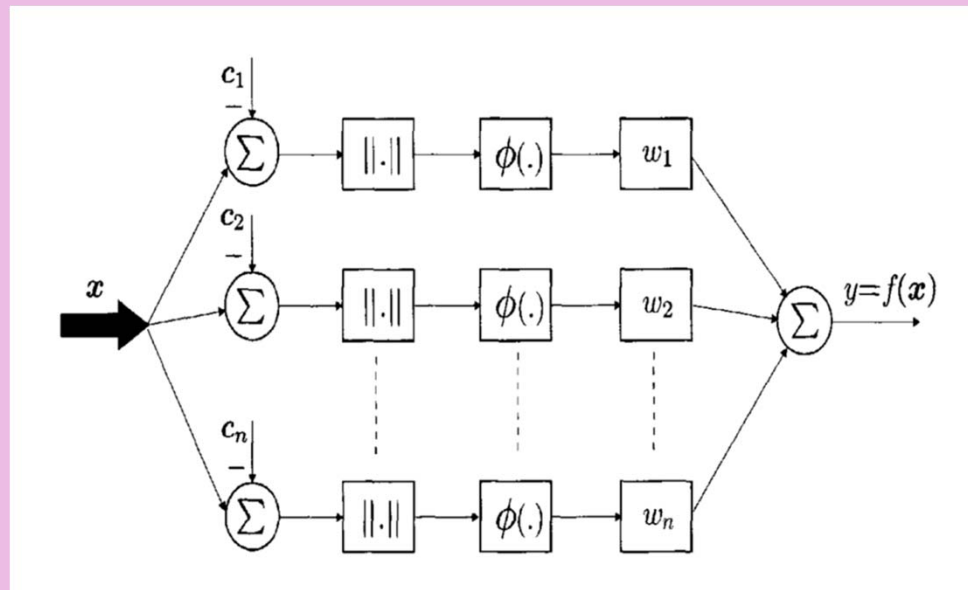 c₁
−
Σ ‖.‖ ϕ(.) w₁
c₂
−
x
Σ ‖.‖ ϕ(.) w₂
Σ y=f(x)
cₙ
−
Σ ‖.‖ ϕ(.) wₙ